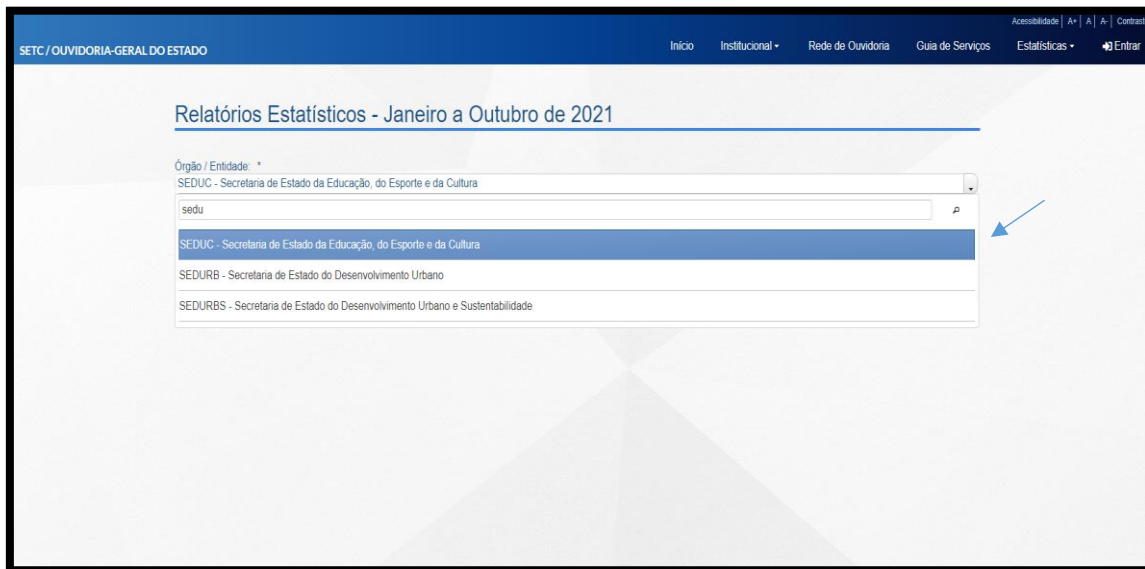 Acessibilidade | A+ | A | A- | Contrast
SETC / OUVIDORIA-GERAL DO ESTADO
Início Institucional Rede de Ouvidoria Guia de Serviços Estatísticas Entrar
Relatórios Estatísticos - Janeiro a Outubro de 2021
Órgão / Entidade: *
SEDUC - Secretaria de Estado da Educação, do Esporte e da Cultura
sedu
SEDUC - Secretaria de Estado da Educação, do Esporte e da Cultura
SEDURB - Secretaria de Estado do Desenvolvimento Urbano
SEDURBS - Secretaria de Estado do Desenvolvimento Urbano e Sustentabilidade